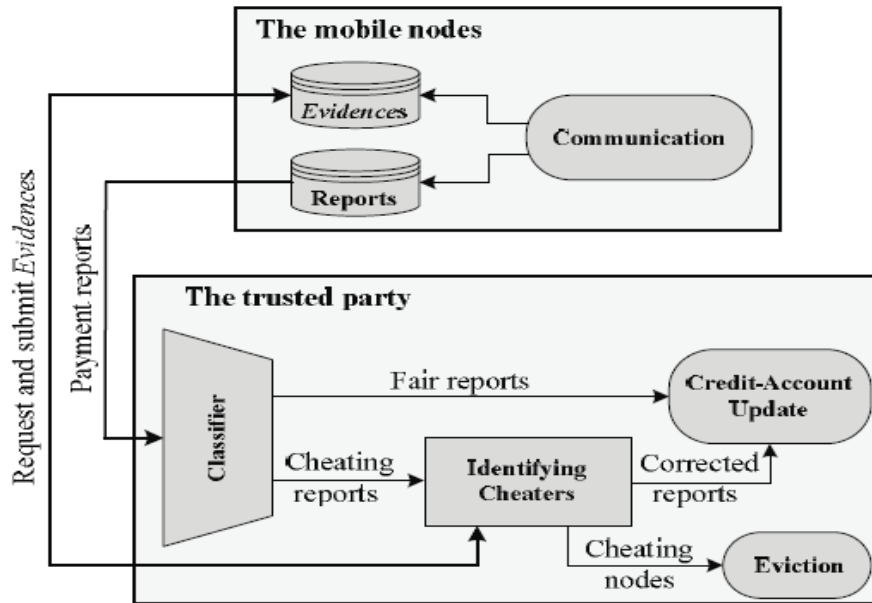 The mobile nodes
Evidences
Communication
Reports
Request and submit Evidences
Payment reports
The trusted party
Classifier
Fair reports
Credit-Account
Update
Cheating
reports
Identifying
Cheaters
Corrected
reports
Cheating
nodes
Eviction